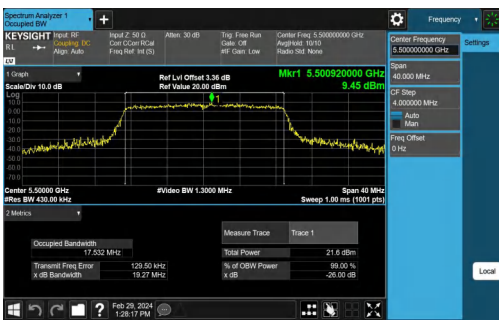 Spectrum Analyzer 1
Occupied BW
+
Frequency
KEYSIGHT
Input: RF
Input Z: 50 Ω
Atten: 30 dB
Trig: Free Run
Center Freq: 5.500000000 GHz
RL
Coupling: DC
Corr CCorr RCal
Gate: Off
Avg|Hold: 10/10
Align: Auto
Freq Ref: Int (S)
#IF Gain: Low
Radio Std: None
LW
Center Frequency
5.500000000 GHz
Settings
Span
40.000 MHz
CF Step
4.000000 MHz
Auto
Man
Freq Offset
0 Hz
Local
1 Graph
Ref Lvl Offset 3.36 dB
Mkr1 5.500920000 GHz
Scale/Div 10.0 dB
Ref Value 20.00 dBm
9.45 dBm
Log
10.0
0.00
-10.0
-20.0
-30.0
-40.0
-50.0
-60.0
-70.0
1
Center 5.50000 GHz
#Video BW 1.3000 MHz
Span 40 MHz
#Res BW 430.00 kHz
Sweep 1.00 ms (1001 pts)
2 Metrics
Measure Trace
Trace 1
Occupied Bandwidth
17.532 MHz
Total Power
21.6 dBm
Transmit Freq Error
129.50 kHz
% of OBW Power
99.00 %
x dB Bandwidth
19.27 MHz
x dB
-26.00 dB
?
Feb 29, 2024
1:28:17 PM